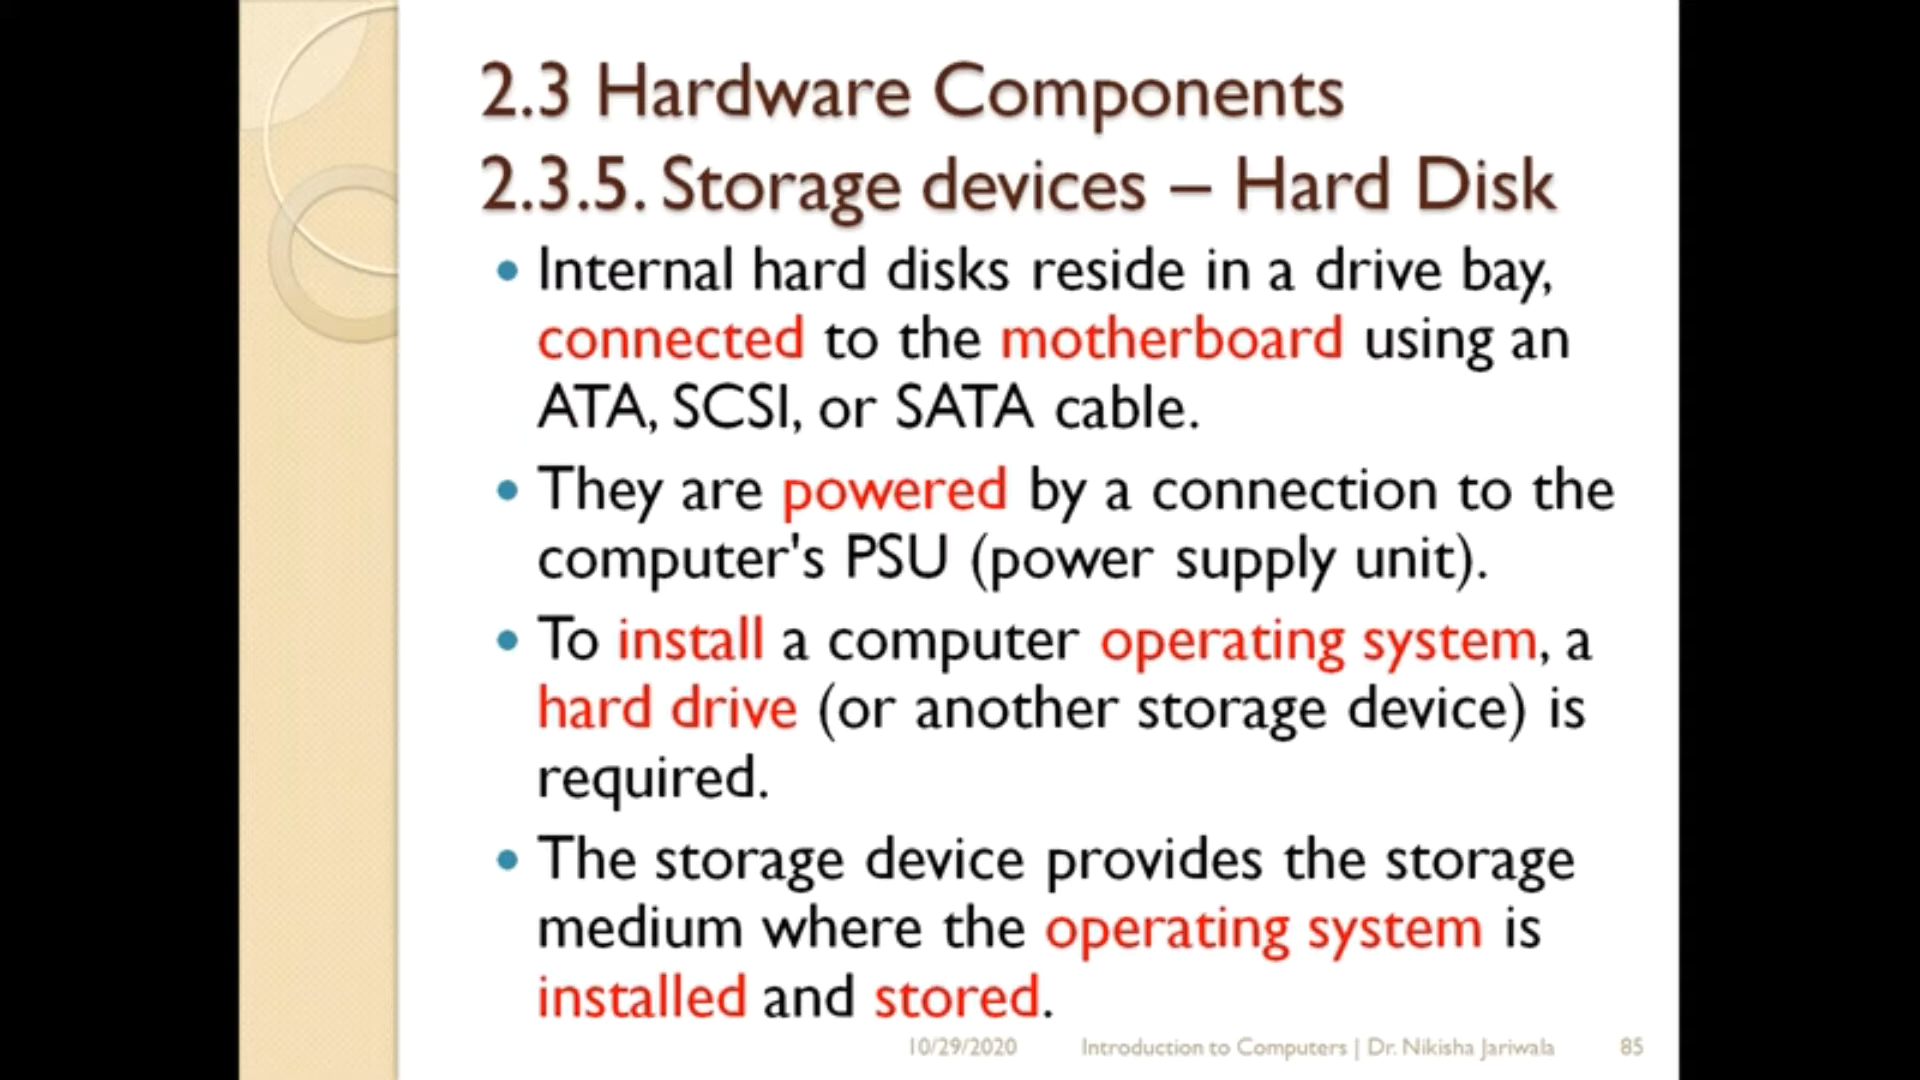 2.3 Hardware Components
2.3.5. Storage devices – Hard Disk
• Internal hard disks reside in a drive bay,
connected to the motherboard using an
ATA, SCSI, or SATA cable.
• They are powered by a connection to the
computer's PSU (power supply unit).
• To install a computer operating system, a
hard drive (or another storage device) is
required.
• The storage device provides the storage
medium where the operating system is
installed and stored.
10/29/2020 Introduction to Computers | Dr. Nikisha Jariwala 85